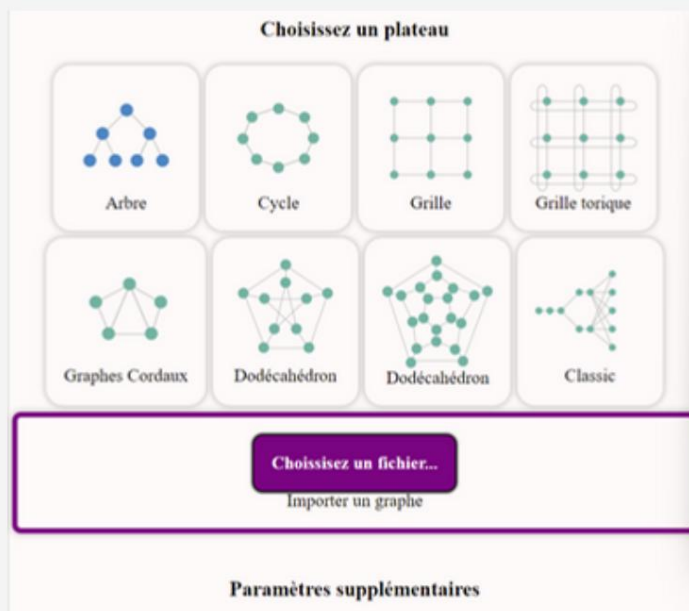 Choisissez un plateau
Arbre
Cycle
Grille
Grille torique
Graphes Cordaux
Dodécahédron
Dodécahédron
Classic
Choissisez un fichier...
Importer un graphe
Paramètres supplémentaires